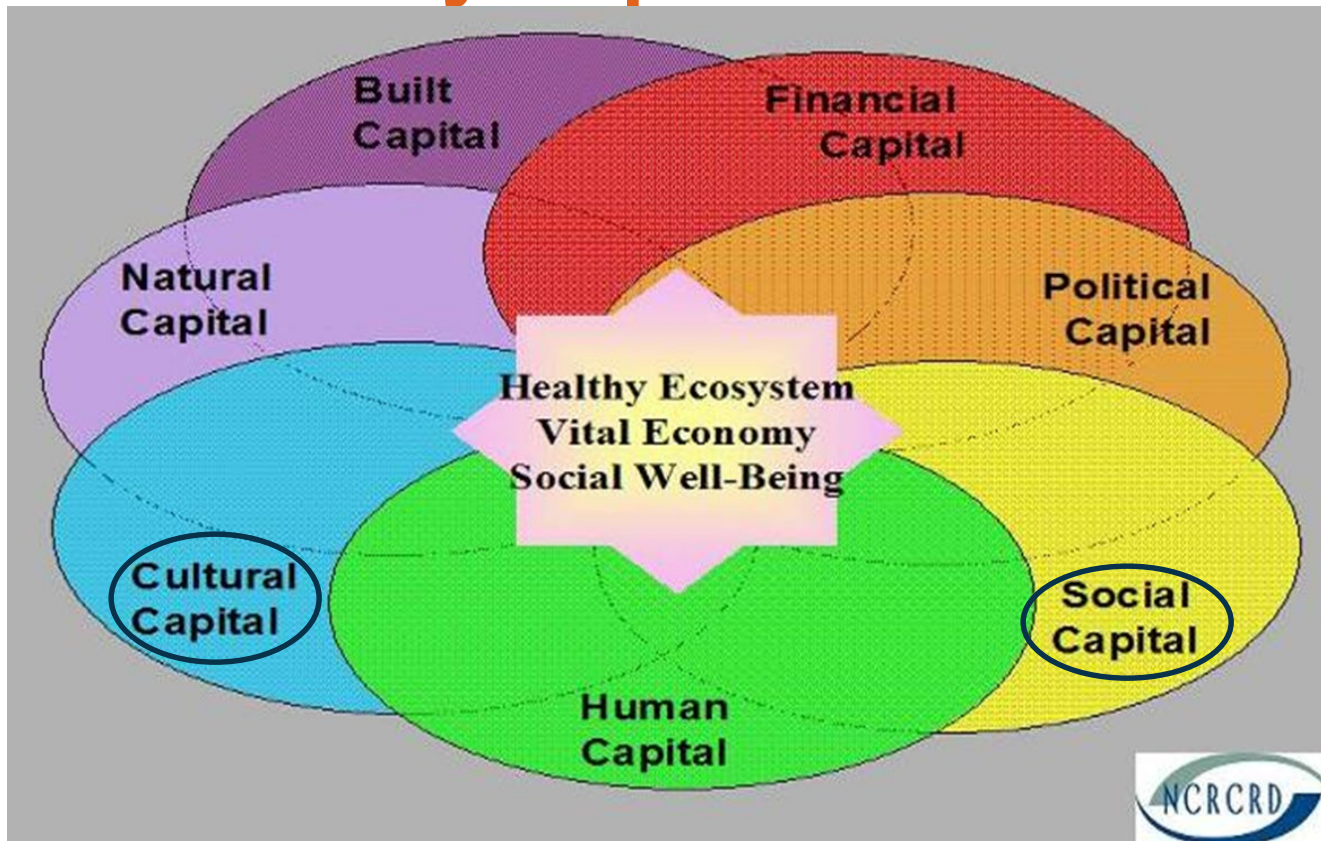 Built
Capital
Financial
Capital
Natural
Capital
Political
Capital
Healthy Ecosystem
Vital Economy
Social Well-Being
Cultural
Capital
Social
Capital
Human
Capital
NCRCRD